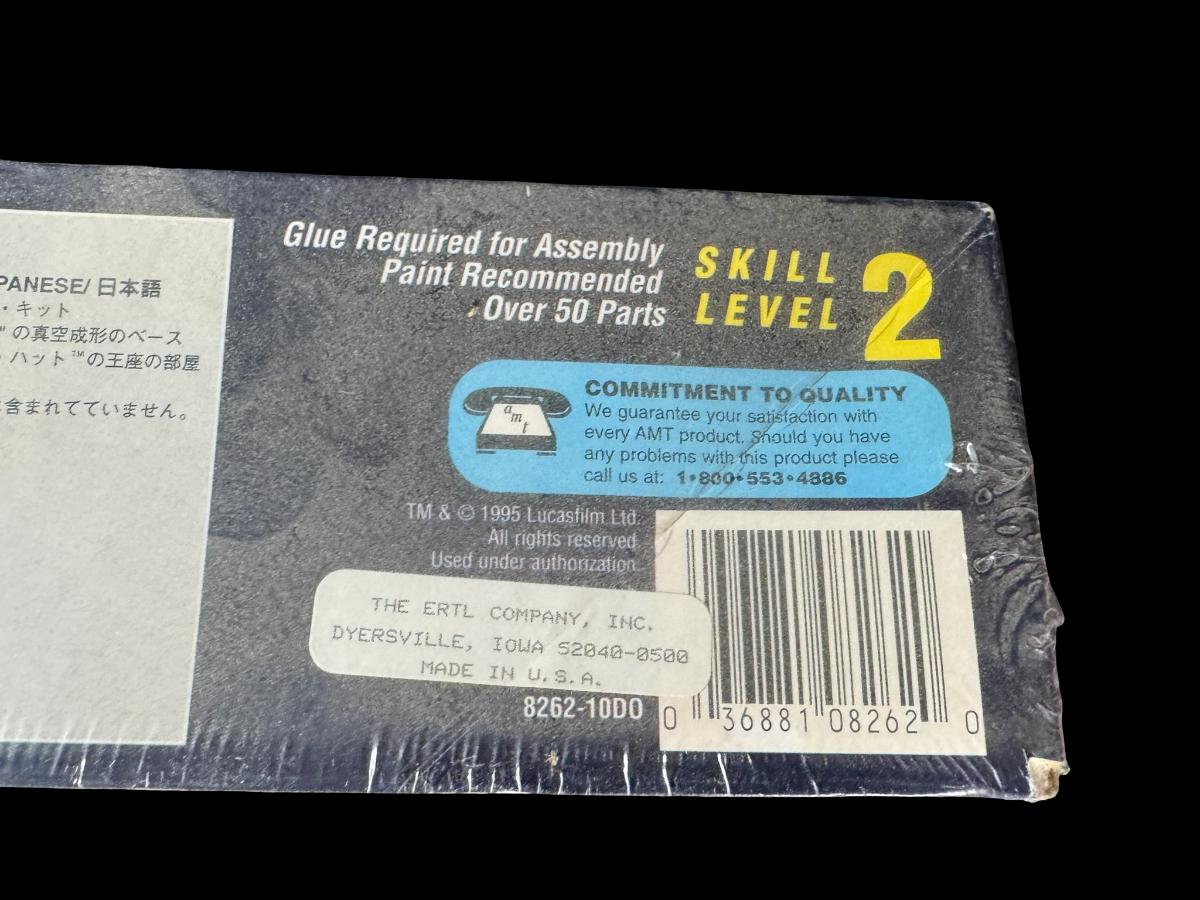 PANESE/ 日本語
・キット
™ の真空成形のベース
ハット™の王座の部屋
含まれてていません。
Glue Required for Assembly
Paint Recommended
Over 50 Parts
SKILL
LEVEL
2
amt
COMMITMENT TO QUALITY
We guarantee your satisfaction with
every AMT product. Should you have
any problems with this product please
call us at: 1•800•553•4886
TM & © 1995 Lucasfilm Ltd.
All rights reserved.
Used under authorization.
THE ERTL COMPANY, INC.
DYERSVILLE, IOWA 52040-0500
MADE IN U.S.A.
8262-10DO
0 36881 08262 0